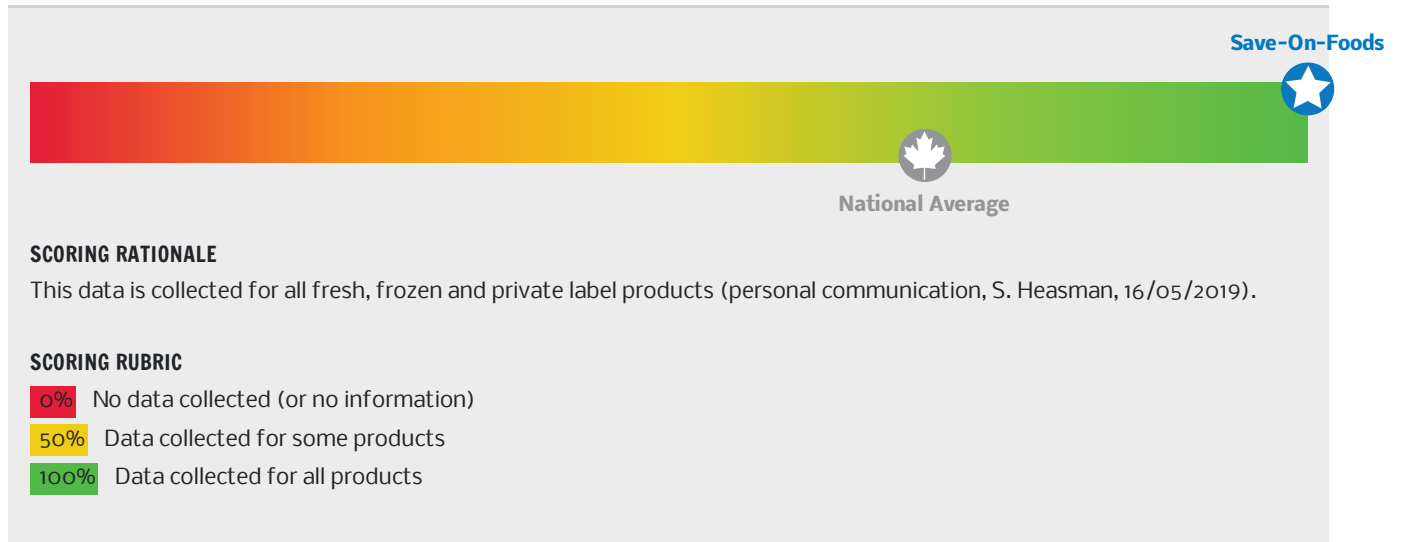 Save-On-Foods
National Average
SCORING RATIONALE
This data is collected for all fresh, frozen and private label products (personal communication, S. Heasman, 16/05/2019).
SCORING RUBRIC
0% No data collected (or no information)
50% Data collected for some products
100% Data collected for all products